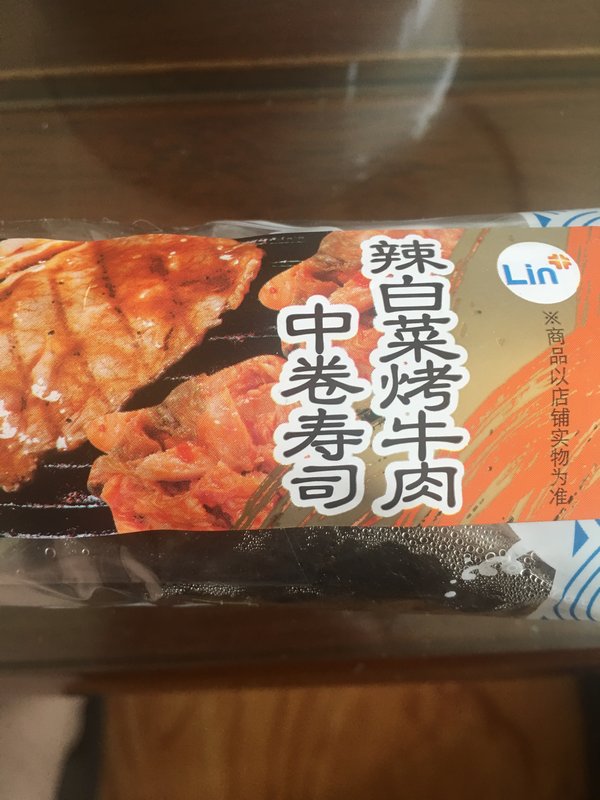 辣白菜烤牛肉
中卷寿司
Lin
※商品以店铺实物为准